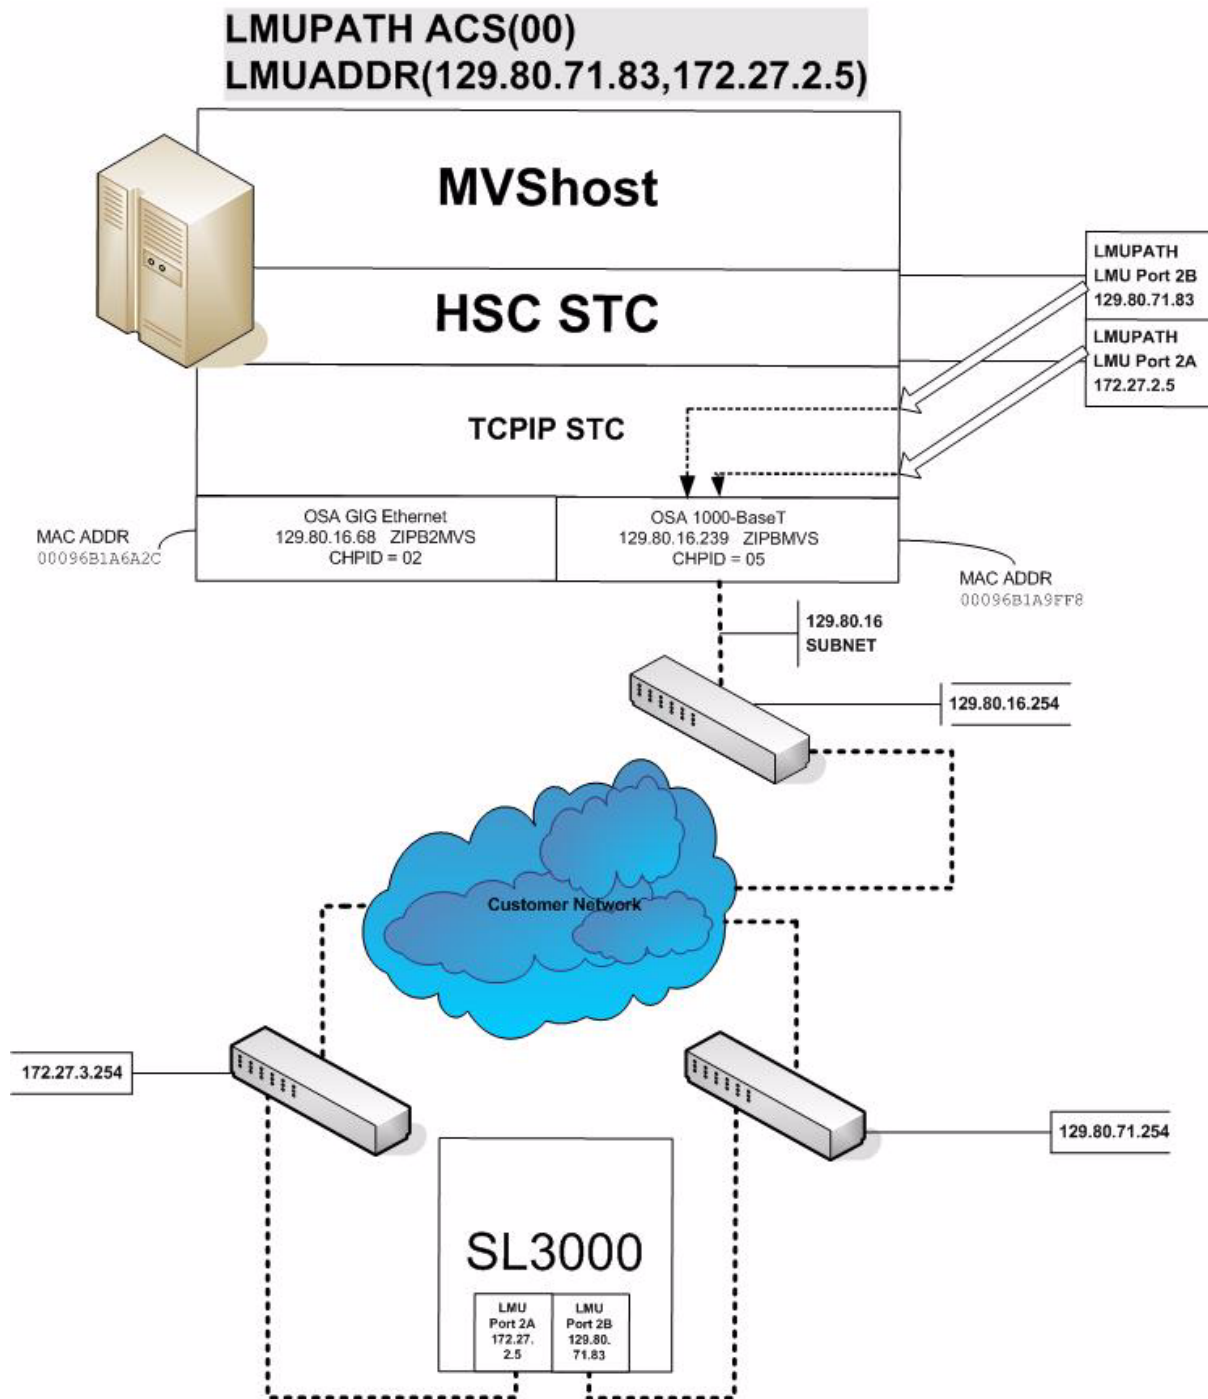 LMUPATH ACS(00)
LMUADDR(129.80.71.83,172.27.2.5)
MVShost
HSC STC
TCPIP STC
LMUPATH
LMU Port 2B
129.80.71.83
LMUPATH
LMU Port 2A
172.27.2.5
MAC ADDR
00096B1A6A2C
OSA GIG Ethernet
129.80.16.68 ZIPB2MVS
CHPID = 02
OSA 1000-BaseT
129.80.16.239 ZIPBMVS
CHPID = 05
MAC ADDR
00096B1A9FF8
129.80.16
SUBNET
129.80.16.254
Customer Network
172.27.3.254
129.80.71.254
SL3000
LMU
Port 2A
172.27.
2.5
LMU
Port 2B
129.80.
71.83